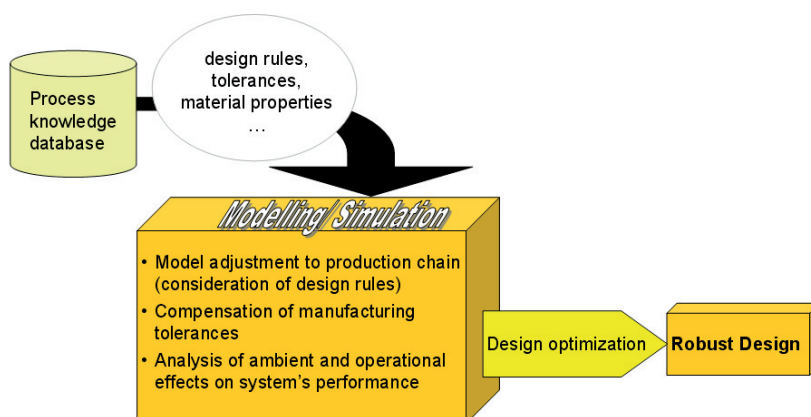 design rules,
tolerances,
material properties
...
Process
knowledge
database
Modelling/ Simulation
• Model adjustment to production chain
(consideration of design rules)
• Compensation of manufacturing
tolerances
• Analysis of ambient and operational
effects on system's performance
Design optimization
Robust Design